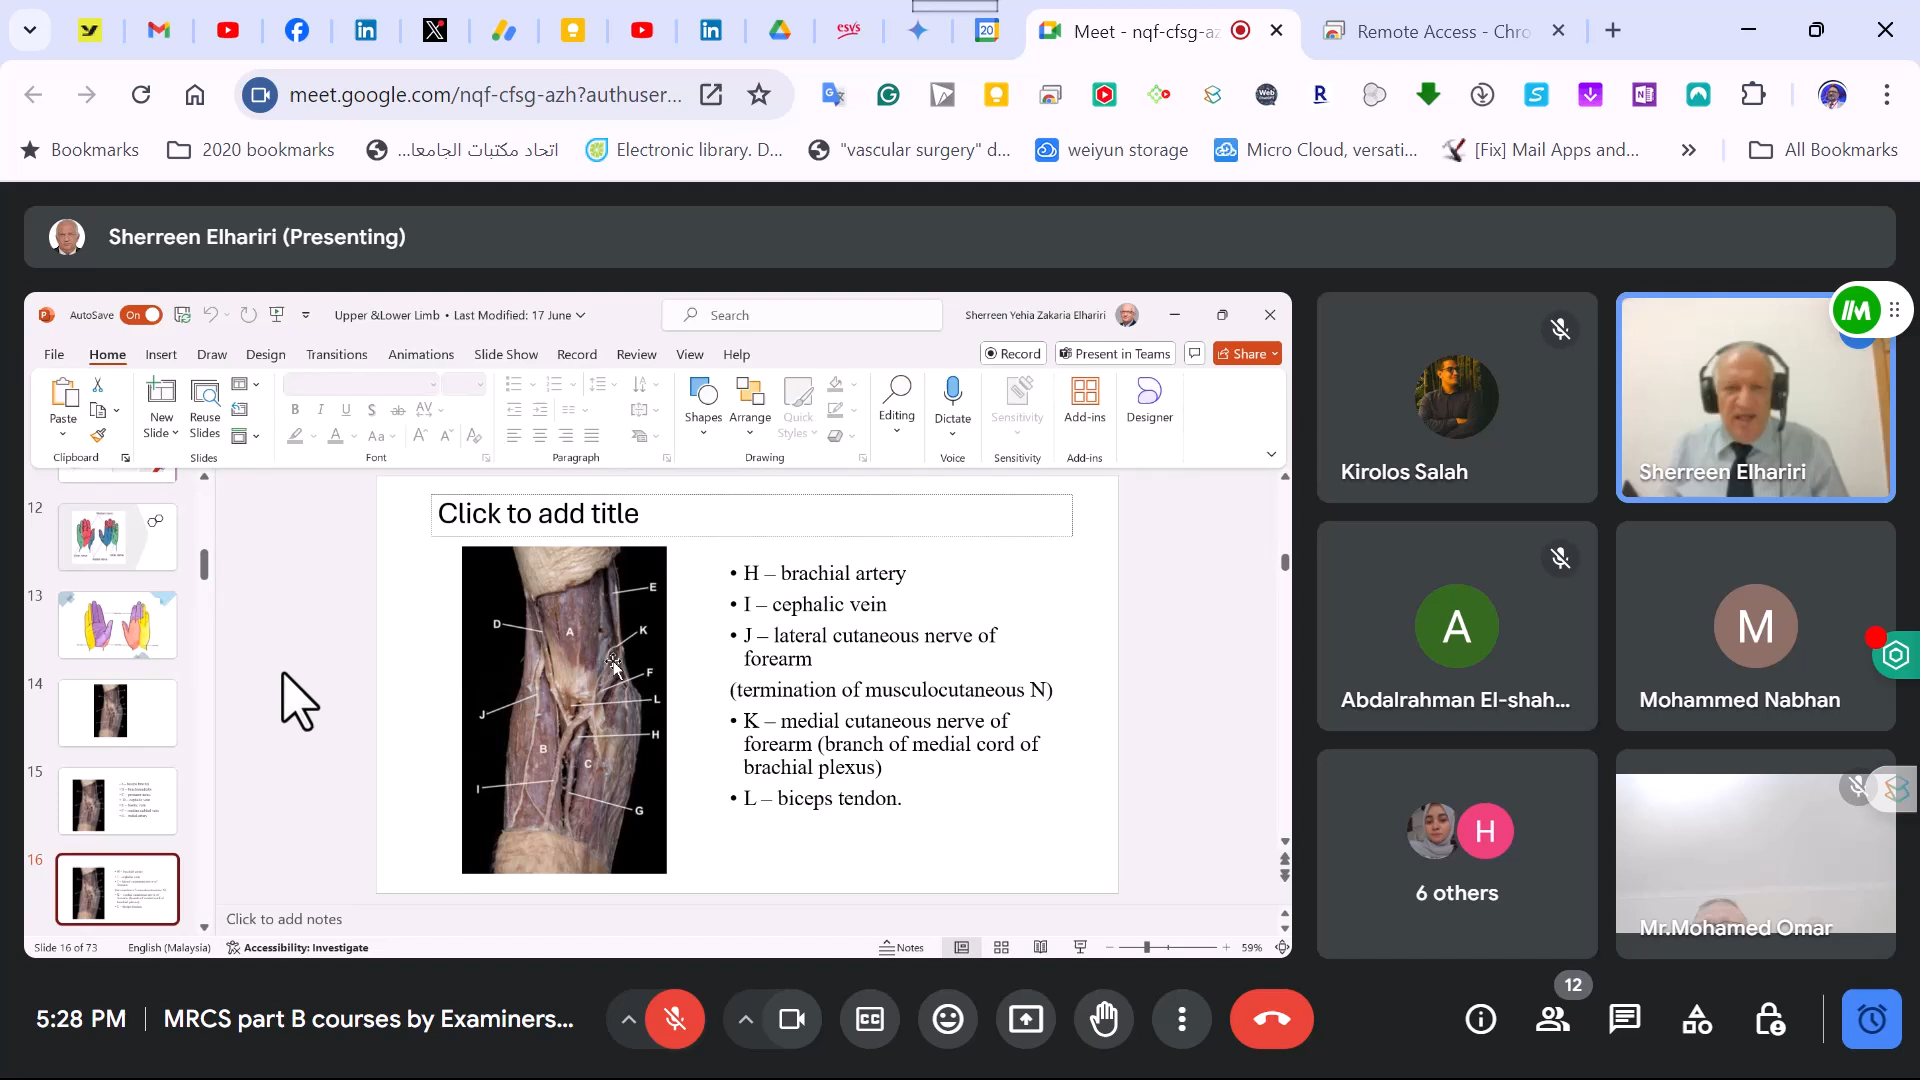 esvs
20
Meet - nqf-cfsg-az
Remote Access - Chro
meet.google.com/nqf-cfsg-azh?authuser...
Bookmarks
2020 bookmarks
اتحاد مكتبات الجامعا...
Electronic library. D...
"vascular surgery" d...
weiyun storage
Micro Cloud, versati...
[Fix] Mail Apps and...
All Bookmarks
Sherreen Elhariri (Presenting)
AutoSave
On
Upper &Lower Limb • Last Modified: 17 June
Search
Sherreen Yehia Zakaria Elhariri
File
Home
Insert
Draw
Design
Transitions
Animations
Slide Show
Record
Review
View
Help
Record
Present in Teams
Share
Paste
New Slide
Reuse Slides
Shapes
Arrange
Quick Styles
Editing
Dictate
Sensitivity
Add-ins
Designer
Clipboard
Slides
Font
Paragraph
Drawing
Voice
Sensitivity
Add-ins
12
13
14
15
16
Click to add title
A
B
C
D
E
K
F
L
J
H
I
G
• H – brachial artery
• I – cephalic vein
• J – lateral cutaneous nerve of
forearm
(termination of musculocutaneous N)
• K – medial cutaneous nerve of
forearm (branch of medial cord of
brachial plexus)
• L – biceps tendon.
Click to add notes
Slide 16 of 73
English (Malaysia)
Accessibility: Investigate
Notes
59%
Kirolos Salah
Sherreen Elhariri
A
Abdalrahman El-shah...
M
Mohammed Nabhan
H
6 others
Mr.Mohamed Omar
5:28 PM
MRCS part B courses by Examiners...
12